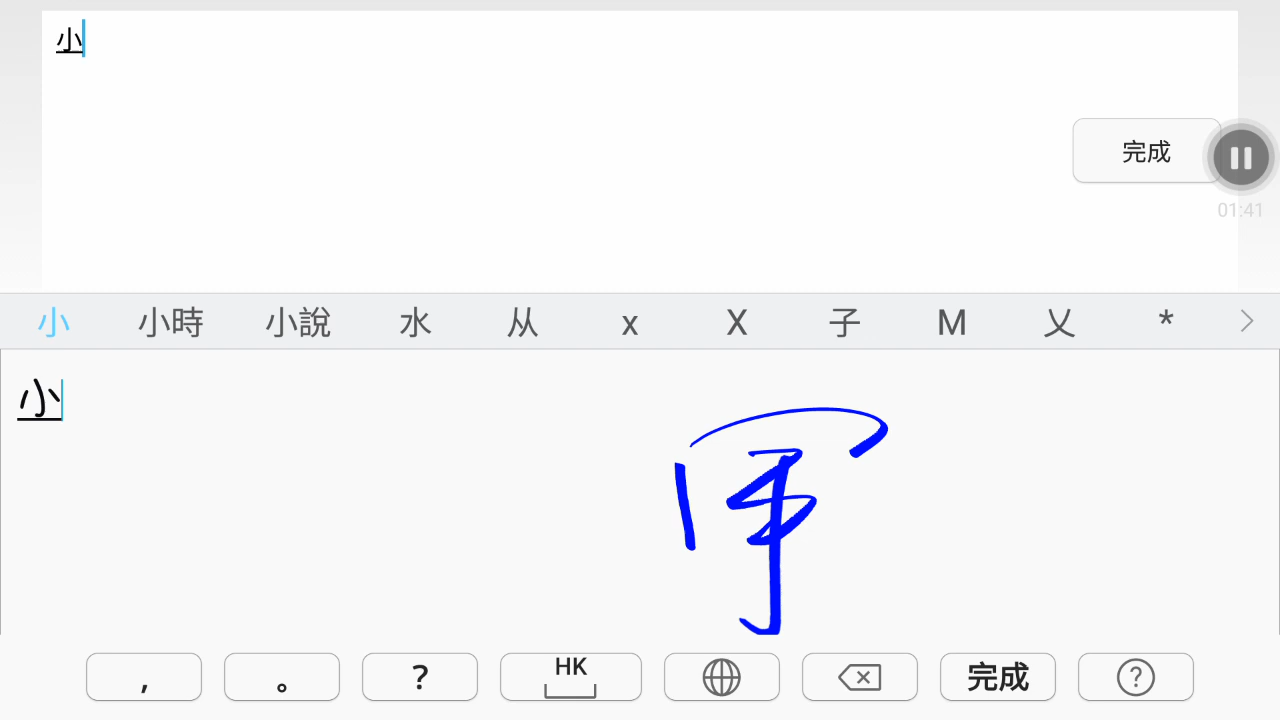 小
完成
01:41
小 小時 小說 水 从 x X 子 M 乂 *
小
, 。 ? HK 完成 ?